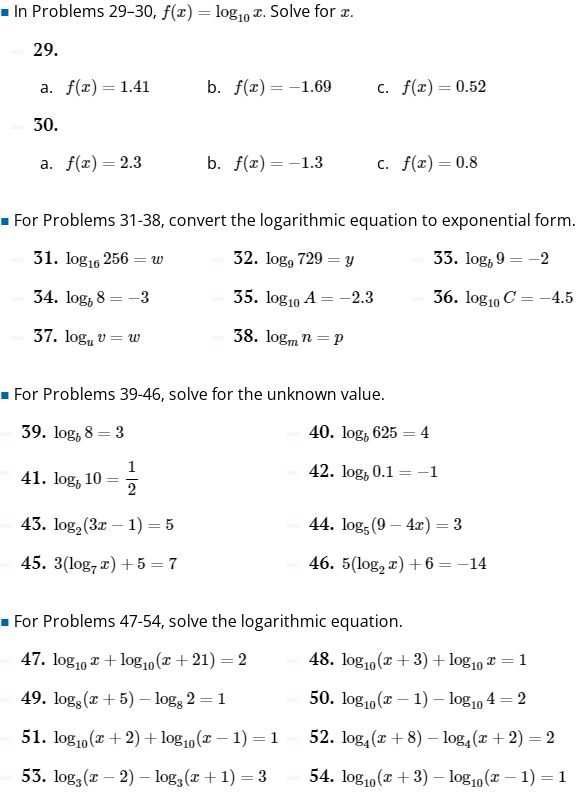 In Problems 29–30, f(x) = log₁₀ x. Solve for x.
29.
a. f(x) = 1.41 b. f(x) = −1.69 c. f(x) = 0.52
30.
a. f(x) = 2.3 b. f(x) = −1.3 c. f(x) = 0.8
For Problems 31-38, convert the logarithmic equation to exponential form.
31. log₁₆ 256 = w 32. log₉ 729 = y 33. log_b 9 = −2
34. log_b 8 = −3 35. log₁₀ A = −2.3 36. log₁₀ C = −4.5
37. log_u v = w 38. log_m n = p
For Problems 39-46, solve for the unknown value.
39. log_b 8 = 3 40. log_b 625 = 4
41. log_b 10 = 1/2 42. log_b 0.1 = −1
43. log₂(3x − 1) = 5 44. log₅(9 − 4x) = 3
45. 3(log₇ x) + 5 = 7 46. 5(log₂ x) + 6 = −14
For Problems 47-54, solve the logarithmic equation.
47. log₁₀ x + log₁₀(x + 21) = 2 48. log₁₀(x + 3) + log₁₀ x = 1
49. log₈(x + 5) − log₈ 2 = 1 50. log₁₀(x − 1) − log₁₀ 4 = 2
51. log₁₀(x + 2) + log₁₀(x − 1) = 1 52. log₄(x + 8) − log₄(x + 2) = 2
53. log₃(x − 2) − log₃(x + 1) = 3 54. log₁₀(x + 3) − log₁₀(x − 1) = 1